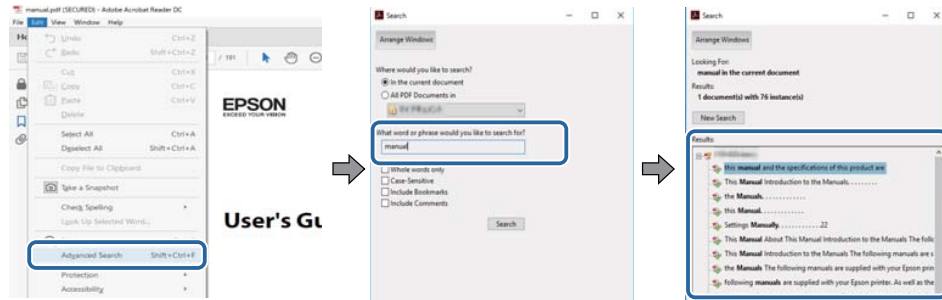 manual.pdf (SECURED) - Adobe Acrobat Reader DC
File Edit View Window Help
Undo Ctrl+Z
Redo Shift+Ctrl+Z
Cut Ctrl+X
Copy Ctrl+C
Paste Ctrl+V
Delete
Select All Ctrl+A
Deselect All Shift+Ctrl+A
Copy File to Clipboard
Take a Snapshot
Check Spelling
Look Up Selected Word...
Advanced Search Shift+Ctrl+F
Protection
Accessibility
/ 191
EPSON
EXCEED YOUR VISION
User's Gu
Search
Arrange Windows
Where would you like to search?
In the current document
All PDF Documents in
What word or phrase would you like to search for?
manual
Whole words only
Case-Sensitive
Include Bookmarks
Include Comments
Search
Search
Arrange Windows
Looking For:
manual in the current document
Results:
1 document(s) with 76 instance(s)
New Search
Results:
this manual and the specifications of this product are
This Manual Introduction to the Manuals.........
the Manuals.............
this Manual.............
Settings Manually.............22
This Manual About This Manual Introduction to the Manuals The follo
This Manual Introduction to the Manuals The following manuals are s
the Manuals The following manuals are supplied with your Epson prin
following manuals are supplied with your Epson printer. As well as the